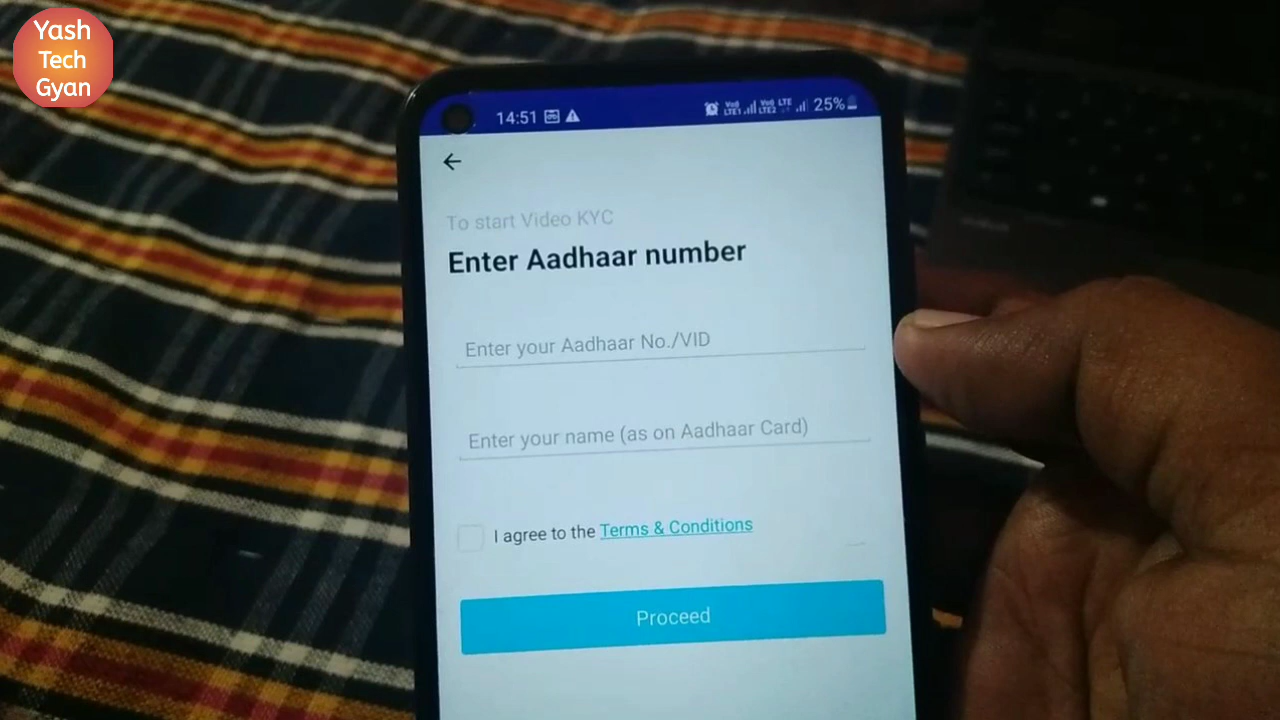 Yash
Tech
Gyan
14:51
25%
To start Video KYC
Enter Aadhaar number
Enter your Aadhaar No./VID
Enter your name (as on Aadhaar Card)
I agree to the Terms & Conditions
Proceed